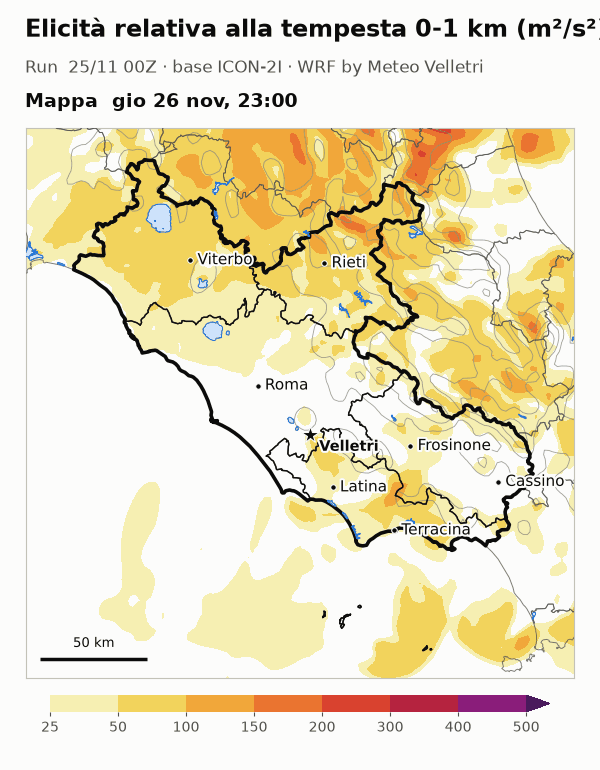 Elicità relativa alla tempesta 0-1 km (m²/s²)
Run 25/11 00Z · base ICON-2I · WRF by Meteo Velletri
Mappa gio 26 nov, 23:00
Viterbo
Rieti
Roma
Velletri
Frosinone
Cassino
Latina
Terracina
50 km
25 50 100 150 200 300 400 500